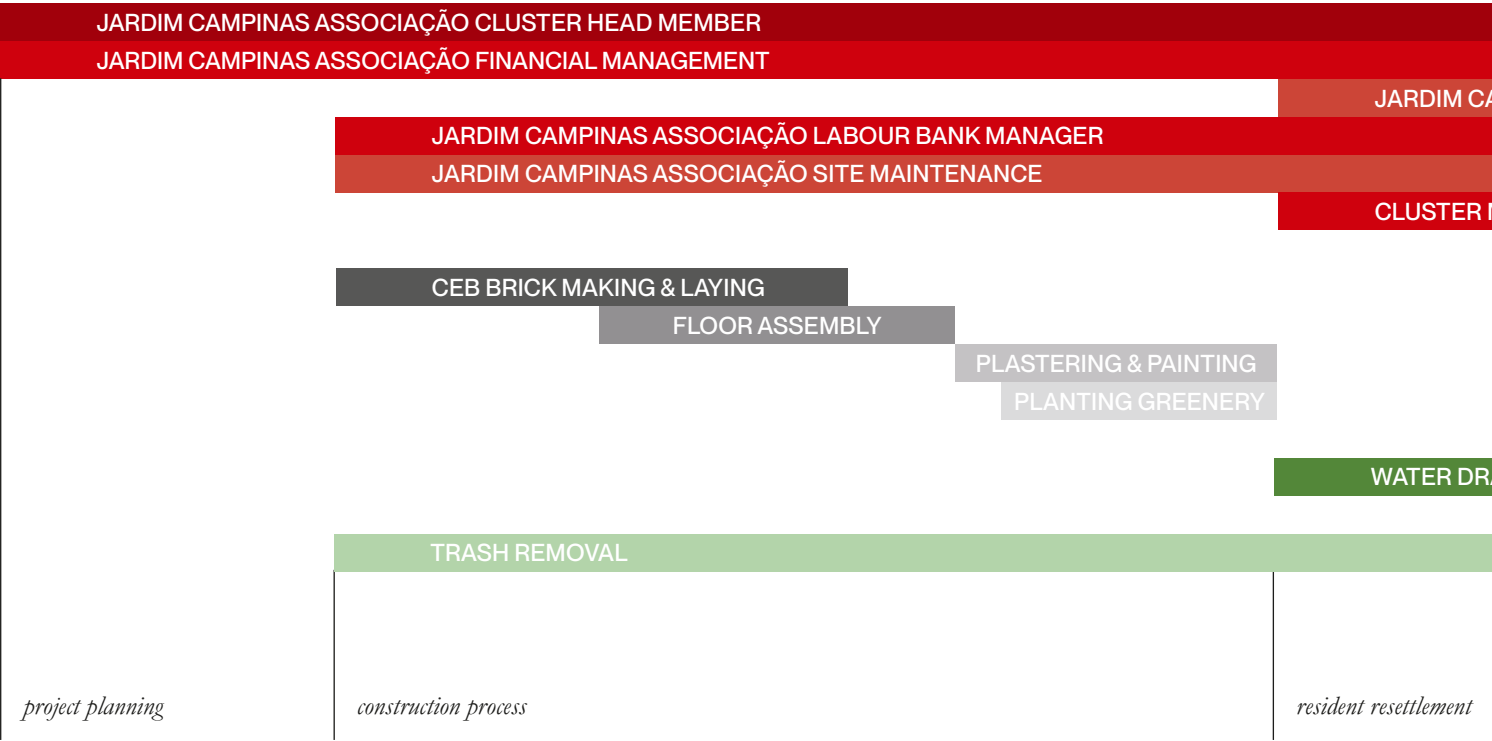 JARDIM CAMPINAS ASSOCIAÇÃO CLUSTER HEAD MEMBER
JARDIM CAMPINAS ASSOCIAÇÃO FINANCIAL MANAGEMENT
JARDIM
JARDIM CAMPINAS ASSOCIAÇÃO LABOUR BANK MANAGER
JARDIM CAMPINAS ASSOCIAÇÃO SITE MAINTENANCE
CLUSTER
CEB BRICK MAKING & LAYING
FLOOR ASSEMBLY
PLASTERING & PAINTING
PLANTING GREENERY
WATER
TRASH REMOVAL
project planning
construction process
resident resettlement